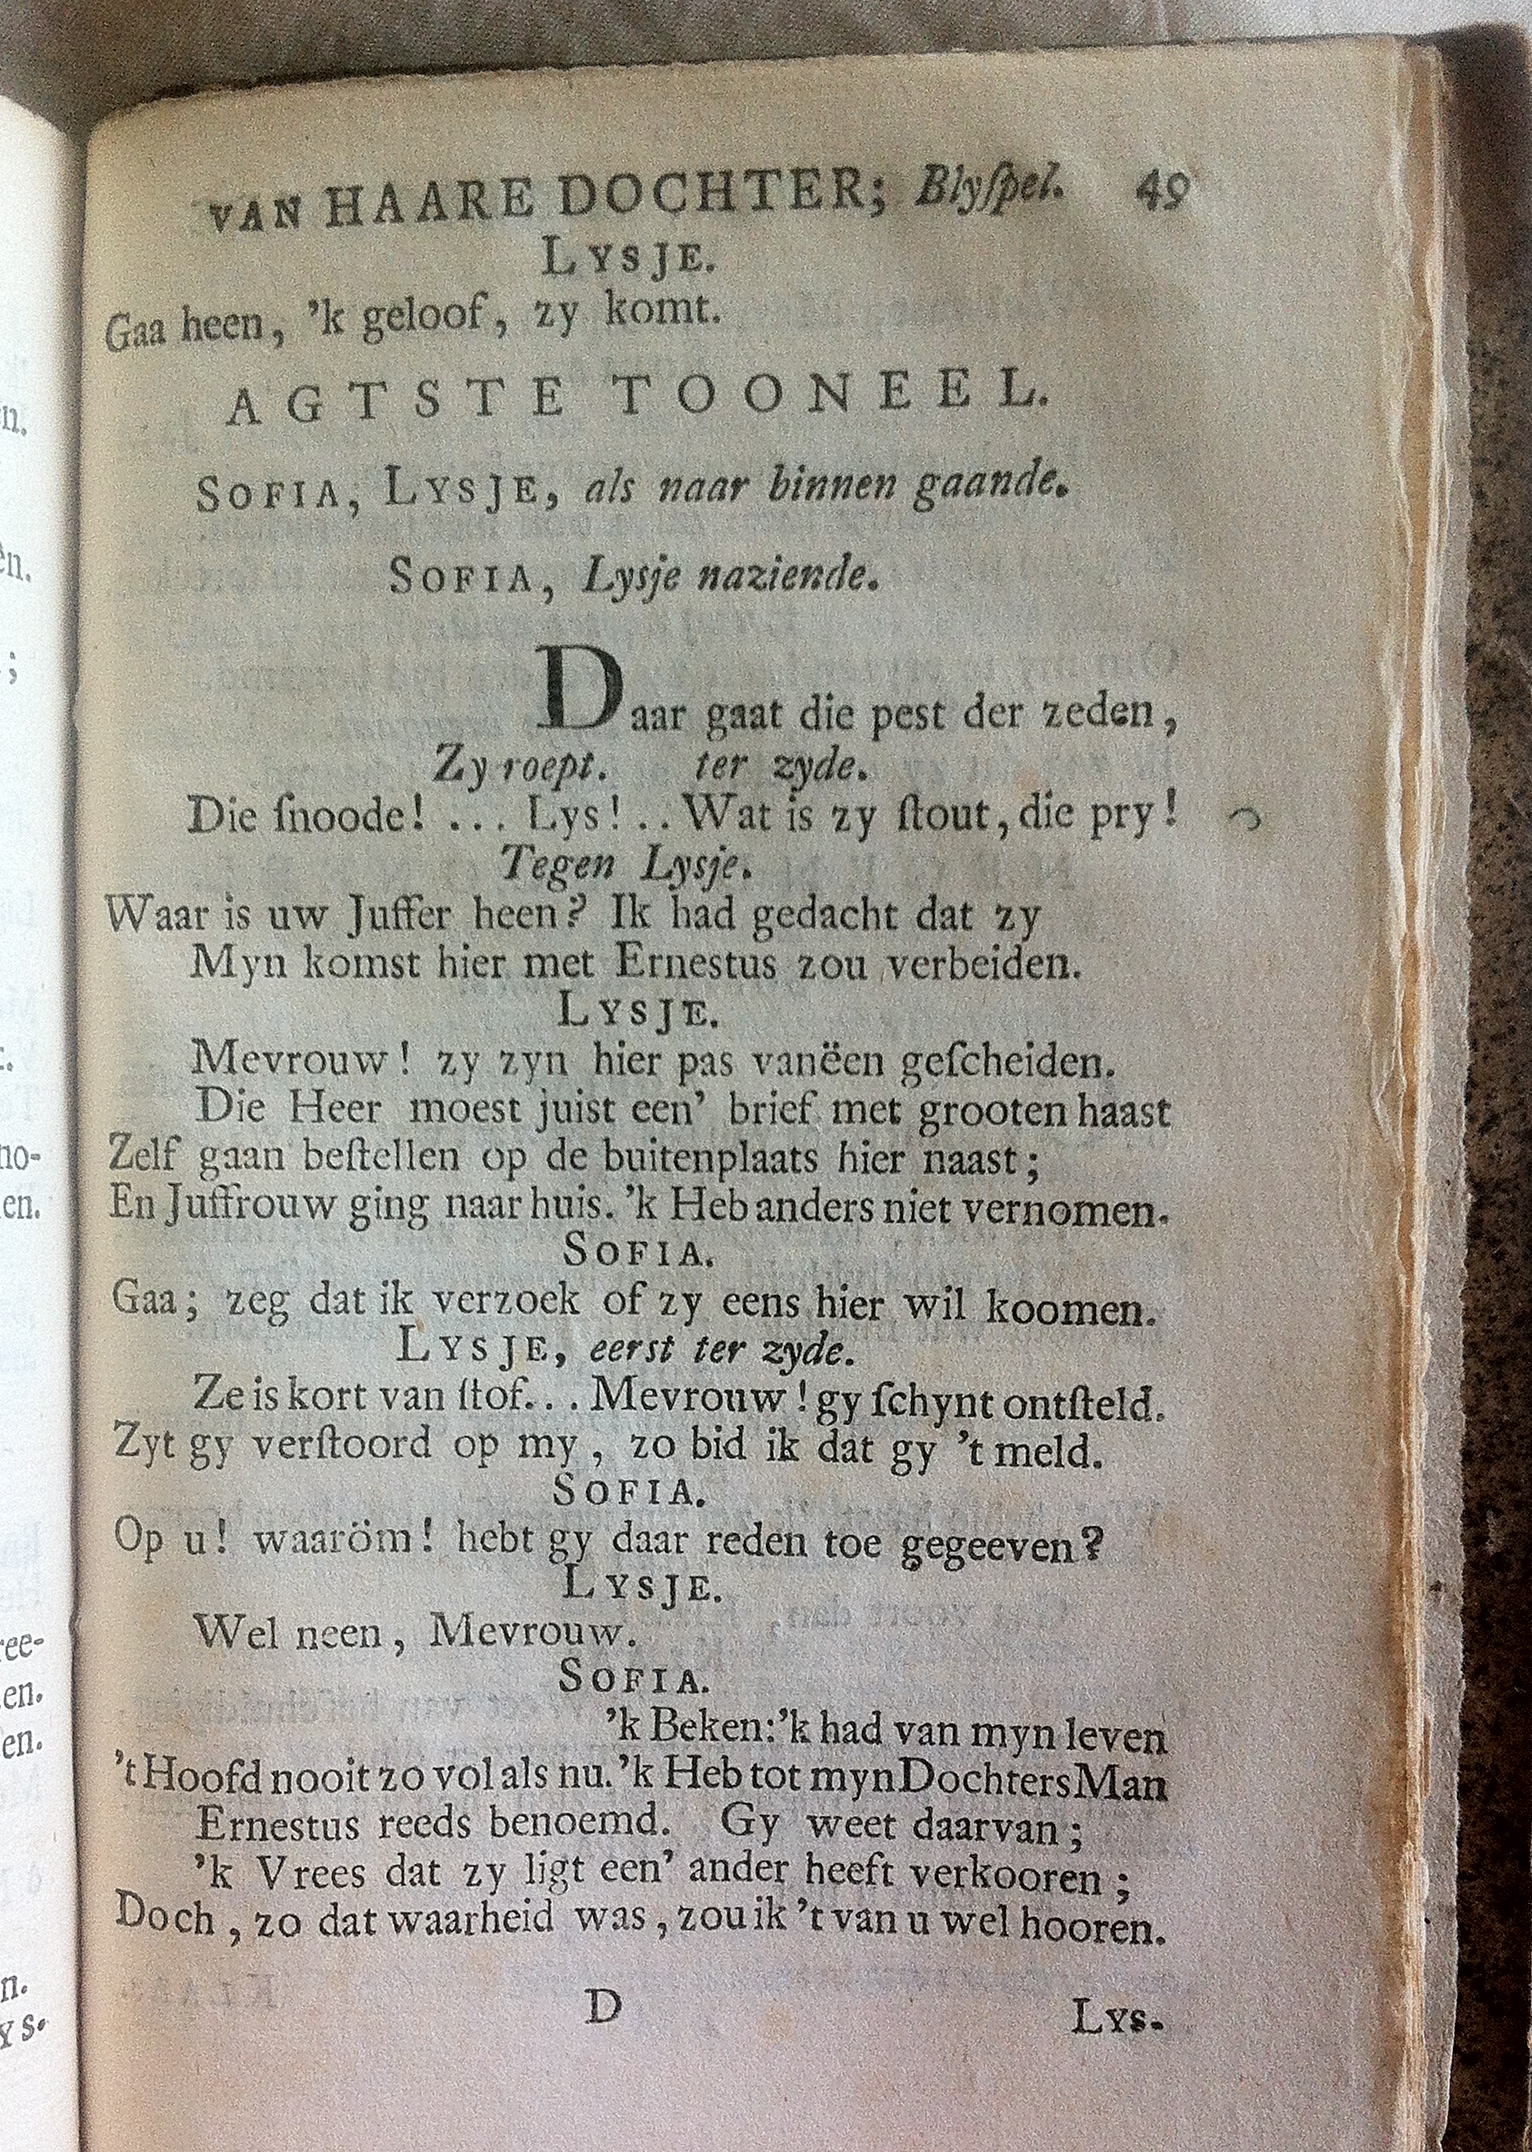 VAN HAARE DOCHTER; Blyſpel. 49
LYSJE.
Gaa heen, 'k geloof, zy komt.
AGTSTE TOONEEL.
SOFIA, LYSJE, als naar binnen gaande.
SOFIA, Lysje naziende.
Daar gaat die pest der zeden,
Zy roept. ter zyde.
Die ſnoode! ... Lys! .. Wat is zy ſtout, die pry!
Tegen Lysje.
Waar is uw Juffer heen? Ik had gedacht dat zy
Myn komst hier met Ernestus zou verbeiden.
LYSJE.
Mevrouw! zy zyn hier pas vanëen geſcheiden.
Die Heer moest juist een' brief met grooten haast
Zelf gaan beſtellen op de buitenplaats hier naast;
En Juffrouw ging naar huis. 'k Heb anders niet vernomen.
SOFIA.
Gaa; zeg dat ik verzoek of zy eens hier wil koomen.
LYSJE, eerst ter zyde.
Ze is kort van ſtof... Mevrouw! gy ſchynt ontſteld.
Zyt gy verſtoord op my, zo bid ik dat gy 't meld.
SOFIA.
Op u! waaröm! hebt gy daar reden toe gegeeven?
LYSJE.
Wel neen, Mevrouw.
SOFIA.
'k Beken: 'k had van myn leven
't Hoofd nooit zo vol als nu. 'k Heb tot myn Dochters Man
Ernestus reeds benoemd. Gy weet daarvan;
'k Vrees dat zy ligt een' ander heeft verkooren;
Doch, zo dat waarheid was, zou ik 't van u wel hooren.
D LYS.